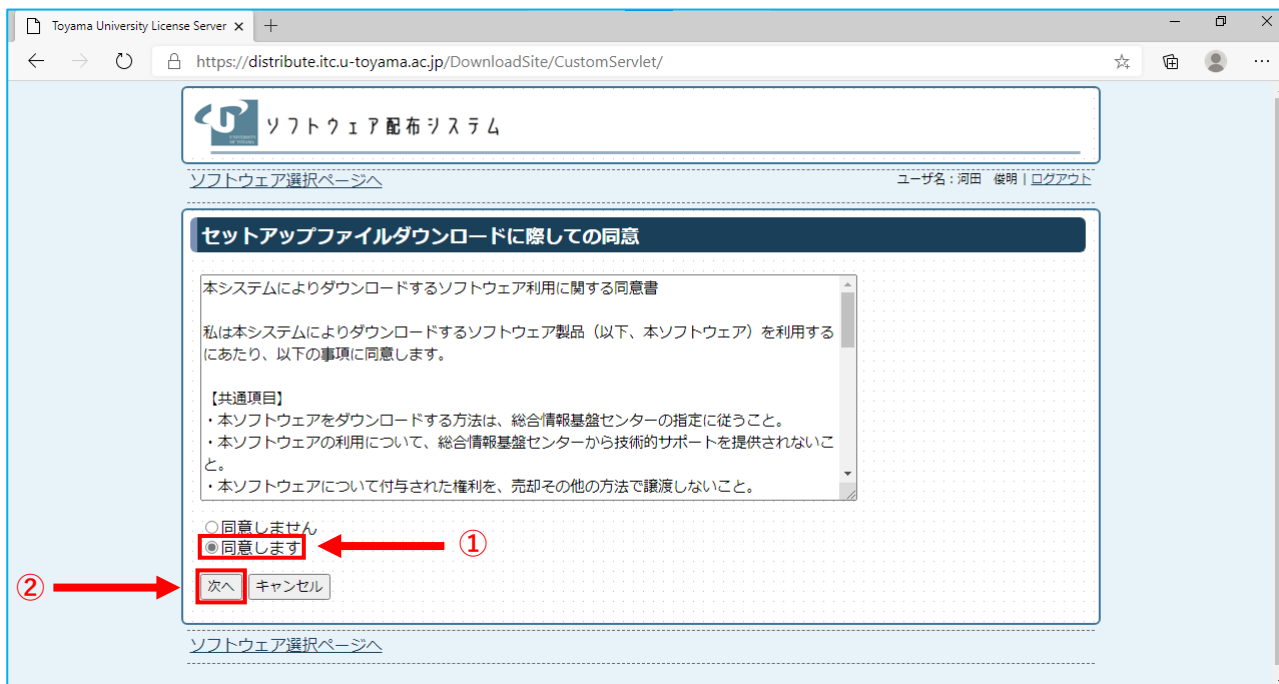 Toyama University License Server
https://distribute.itc.u-toyama.ac.jp/DownloadSite/CustomServlet/
ソフトウェア配布システム
ソフトウェア選択ページへ
ユーザ名：河田　俊明 | ログアウト
セットアップファイルダウンロードに際しての同意
本システムによりダウンロードするソフトウェア利用に関する同意書
私は本システムによりダウンロードするソフトウェア製品（以下、本ソフトウェア）を利用する
にあたり、以下の事項に同意します。
【共通項目】
・本ソフトウェアをダウンロードする方法は、総合情報基盤センターの指定に従うこと。
・本ソフトウェアの利用について、総合情報基盤センターから技術的サポートを提供されないこ
と。
・本ソフトウェアについて付与された権利を、売却その他の方法で譲渡しないこと。
同意しません
同意します
①
②
次へ キャンセル
ソフトウェア選択ページへ